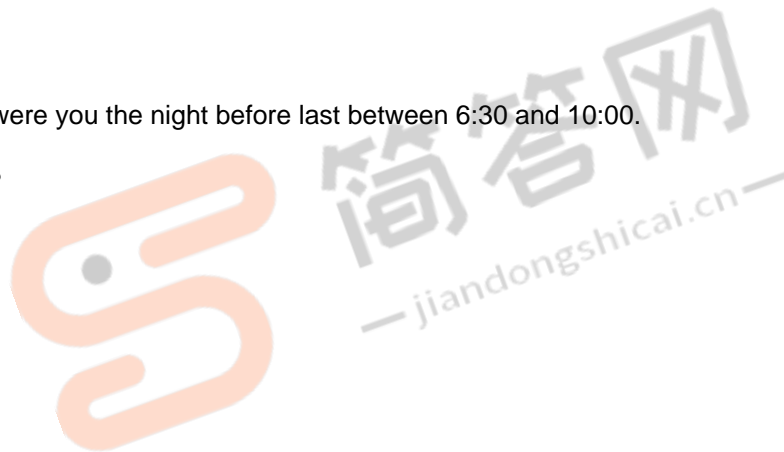 were you the night before last between 6:30 and 10:00.
简答网
jiandongshicai.cn